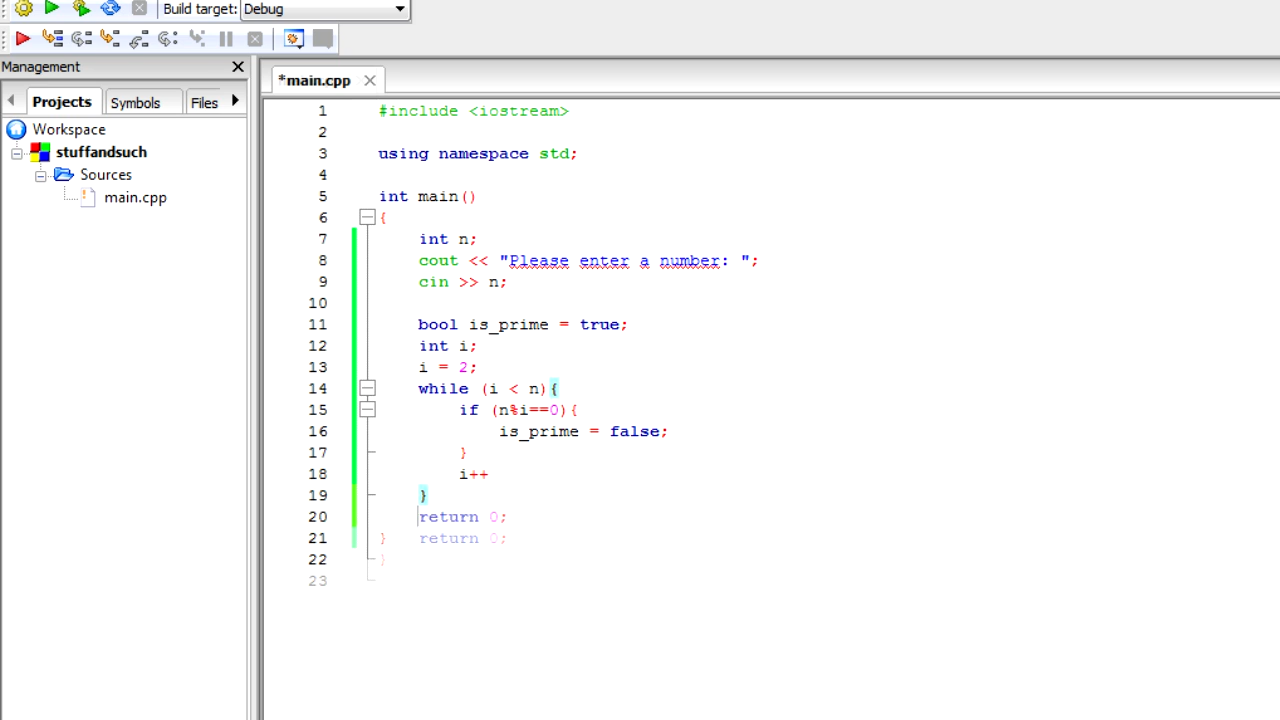 Build target: Debug
Management
*main.cpp
Projects Symbols Files
Workspace
stuffandsuch
Sources
main.cpp
1 #include <iostream>
2
3 using namespace std;
4
5 int main()
6 {
7 int n;
8 cout << "Please enter a number: ";
9 cin >> n;
10
11 bool is_prime = true;
12 int i;
13 i = 2;
14 while (i < n){
15 if (n%i==0){
16 is_prime = false;
17 }
18 i++
19 }
20 return 0;
21 } return 0;
22 }
23